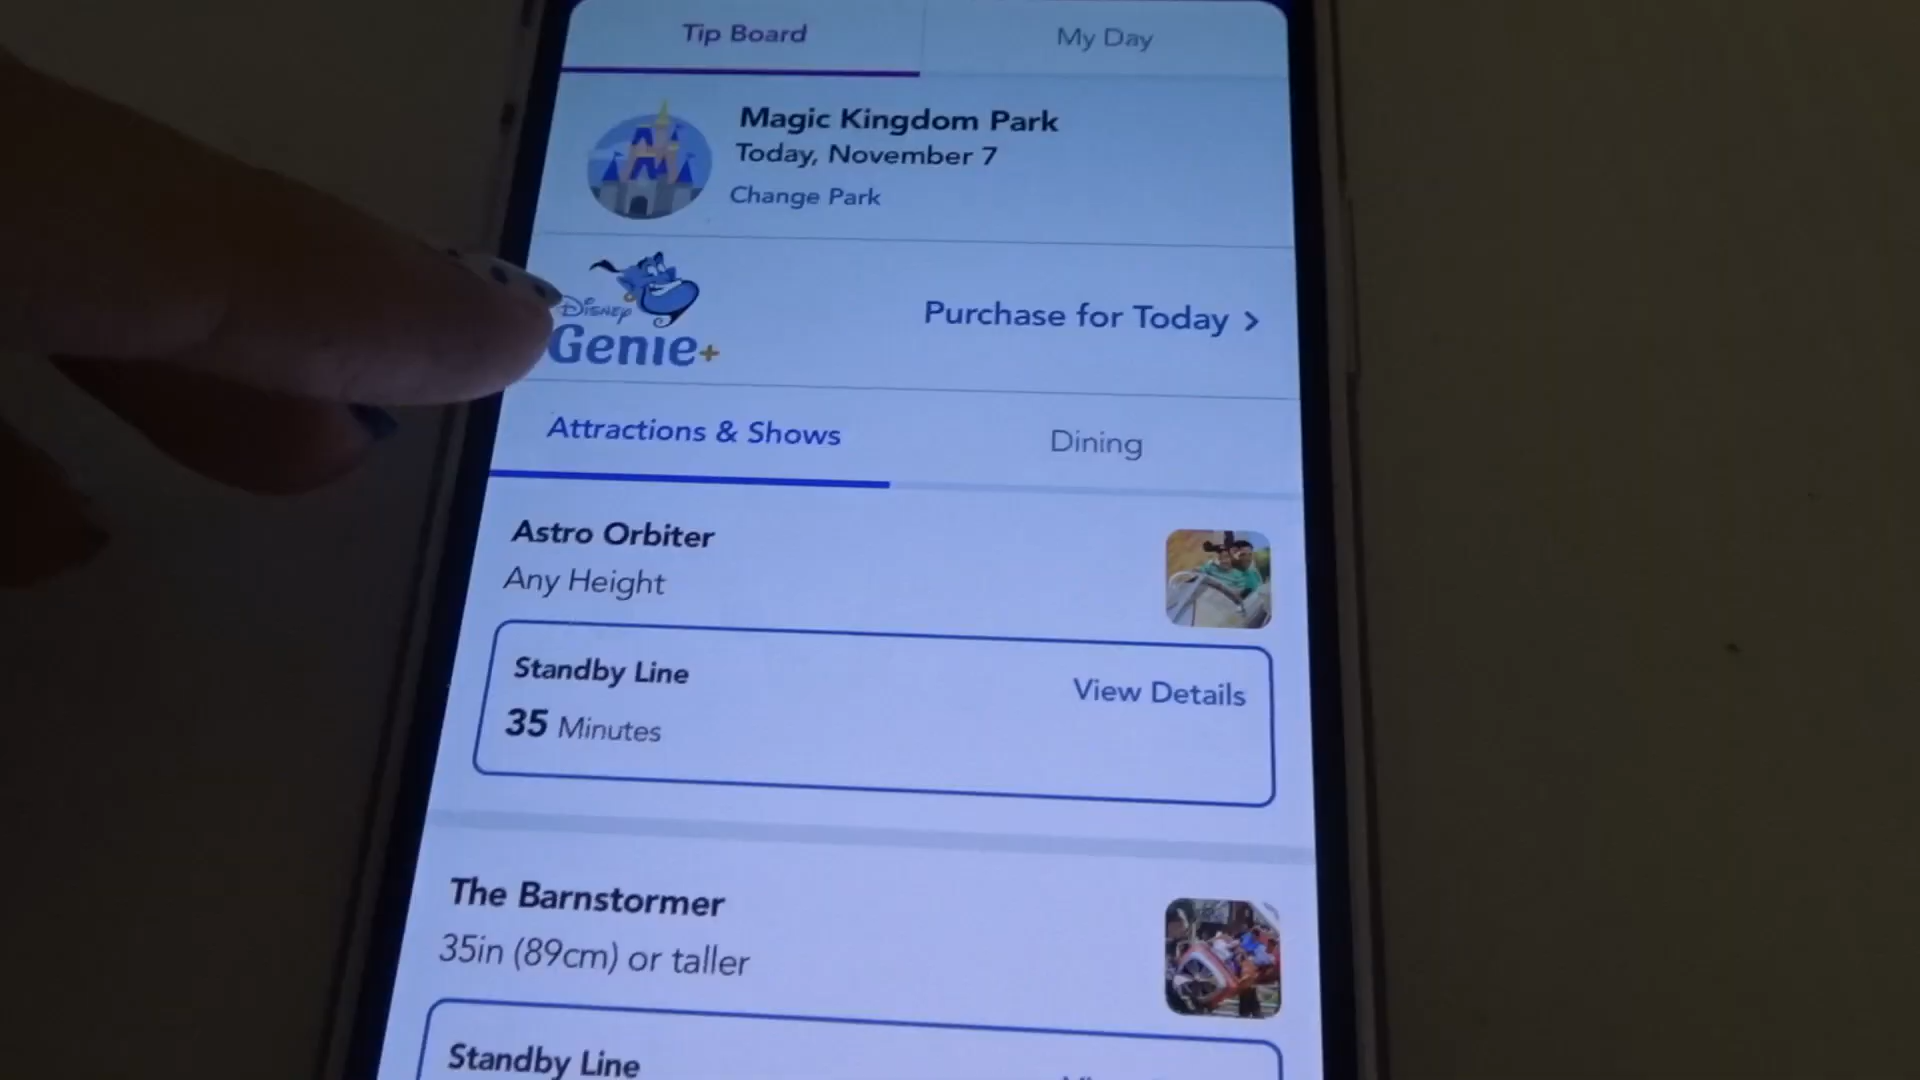 Tip Board
My Day
Magic Kingdom Park
Today, November 7
Change Park
Disney
Genie+
Purchase for Today >
Attractions & Shows
Dining
Astro Orbiter
Any Height
Standby Line
View Details
35 Minutes
The Barnstormer
35in (89cm) or taller
Standby Line